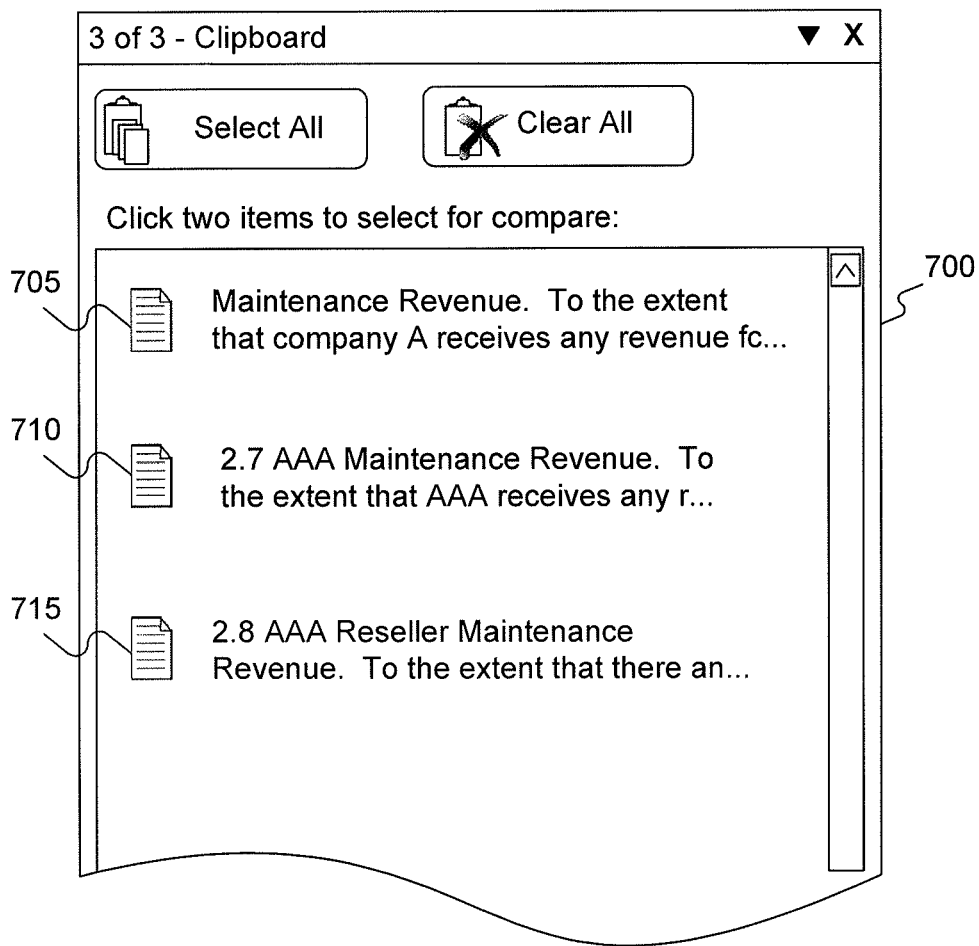 3 of 3 - Clipboard ▼ X
Select All
Clear All
Click two items to select for compare:
705
700
Maintenance Revenue. To the extent
that company A receives any revenue fc...
710
2.7 AAA Maintenance Revenue. To
the extent that AAA receives any r...
715
2.8 AAA Reseller Maintenance
Revenue. To the extent that there an...